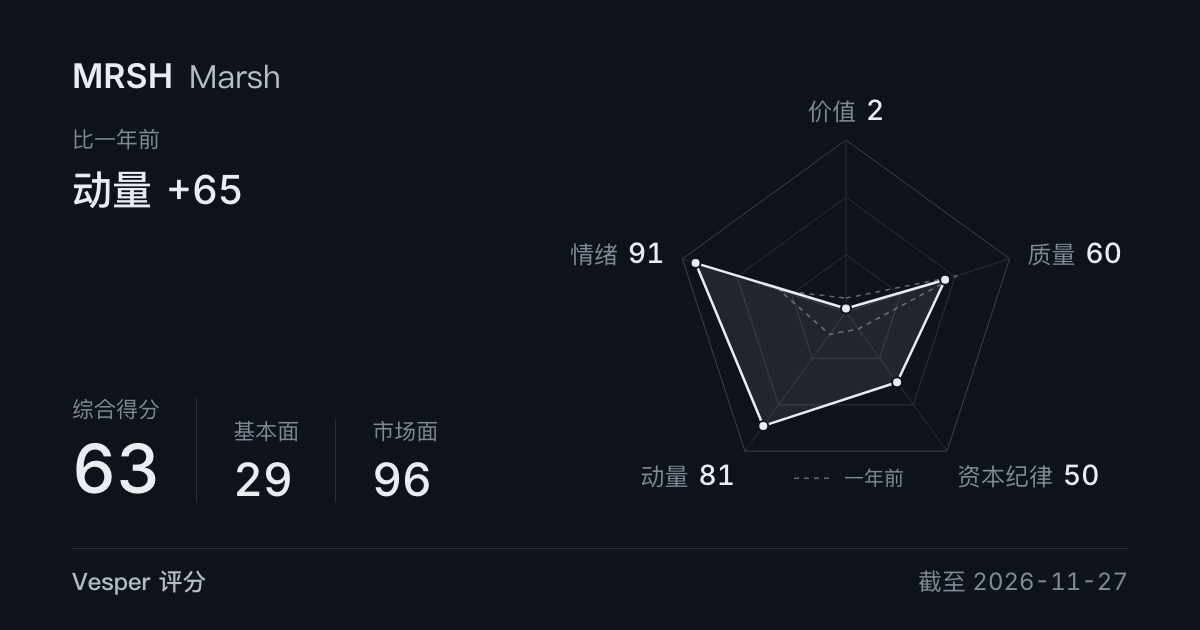 MRSH Marsh
比一年前
动量 +65
价值 2
情绪 91
质量 60
动量 81
---- 一年前
资本纪律 50
综合得分
63
基本面
29
市场面
96
Vesper 评分
截至 2026-11-27